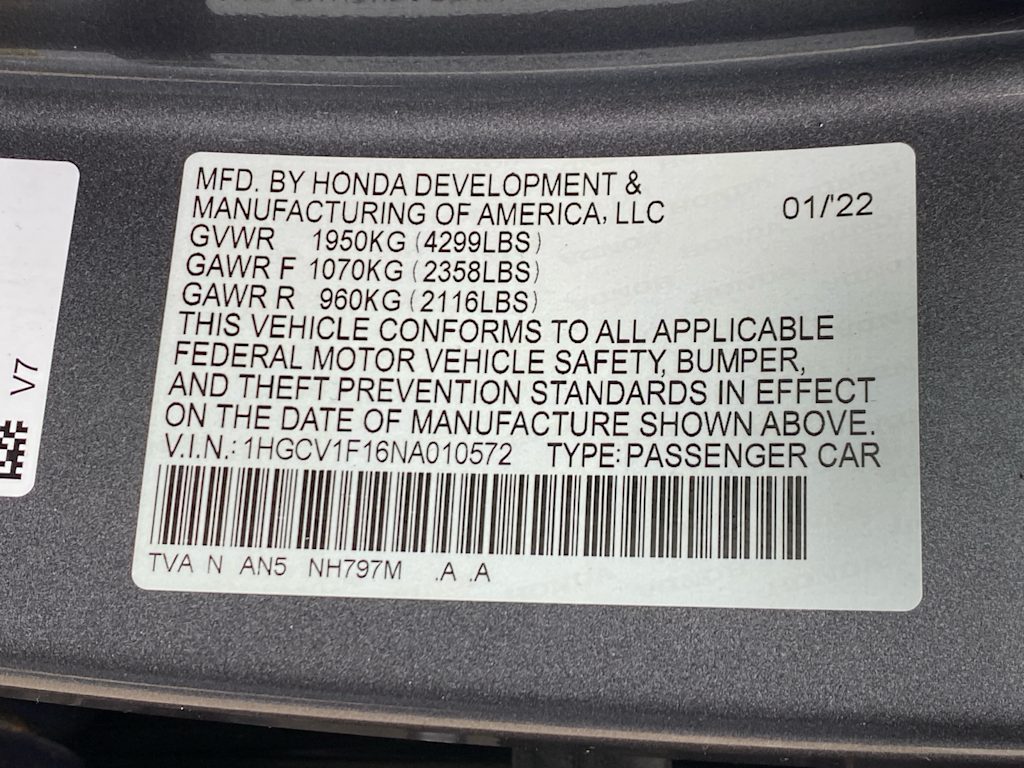 MFD. BY HONDA DEVELOPMENT &
MANUFACTURING OF AMERICA, LLC 01/'22
GVWR 1950KG (4299LBS)
GAWR F 1070KG (2358LBS)
GAWR R 960KG (2116LBS)
THIS VEHICLE CONFORMS TO ALL APPLICABLE
FEDERAL MOTOR VEHICLE SAFETY, BUMPER,
AND THEFT PREVENTION STANDARDS IN EFFECT
ON THE DATE OF MANUFACTURE SHOWN ABOVE.
V.I.N.: 1HGCV1F16NA010572 TYPE: PASSENGER CAR
TVA N AN5 NH797M .A .A
V7